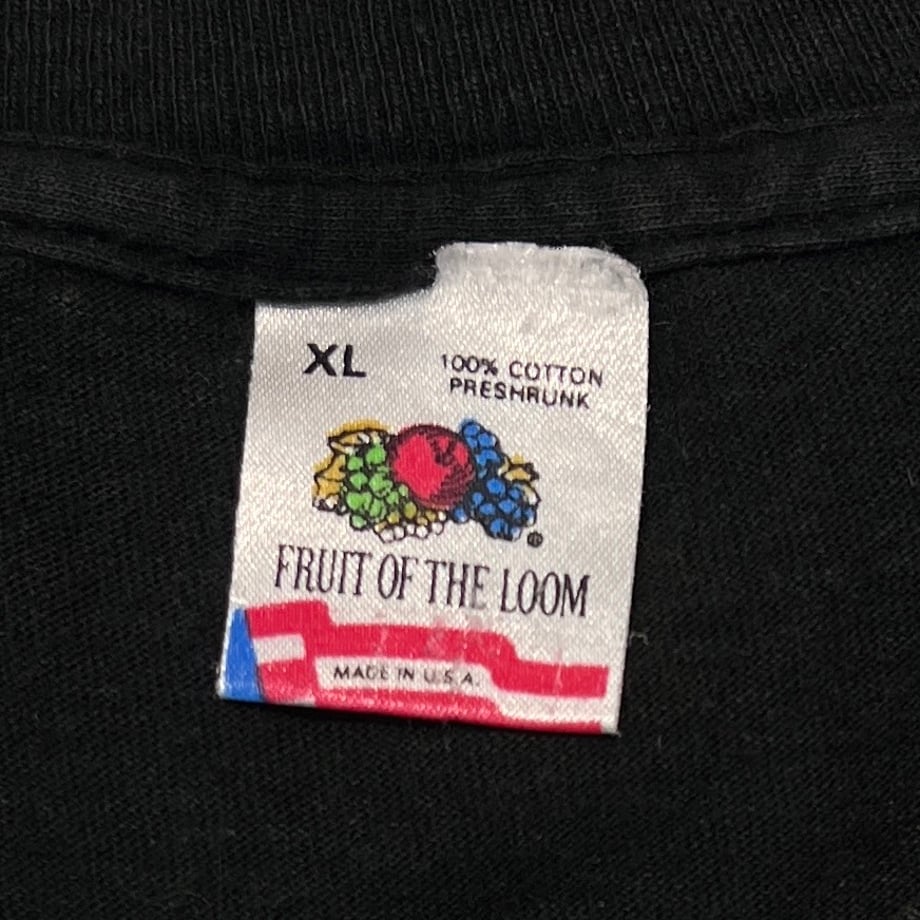 XL
100% COTTON
PRESHRUNK
®
FRUIT OF THE LOOM
MADE IN U.S.A.